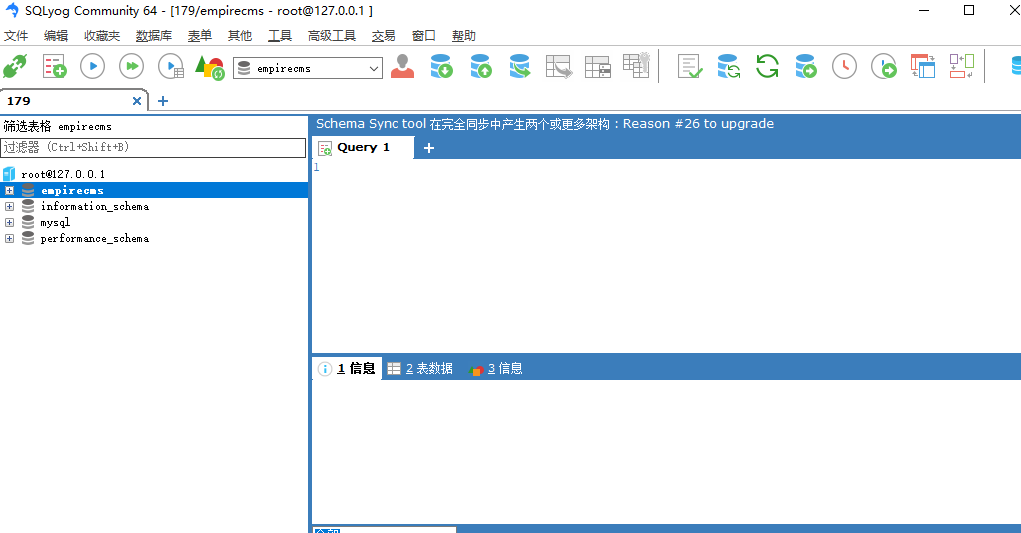 SQLyog Community 64 - [179/empirecms - root@127.0.0.1 ]
文件 编辑 收藏夹 数据库 表单 其他 工具 高级工具 交易 窗口 帮助
empirecms
179
筛选表格 empirecms
过滤器 (Ctrl+Shift+B)
root@127.0.0.1
empirecms
information_schema
mysql
performance_schema
Schema Sync tool 在完全同步中产生两个或更多架构 : Reason #26 to upgrade
Query 1
1
1 信息 2 表数据 3 信息